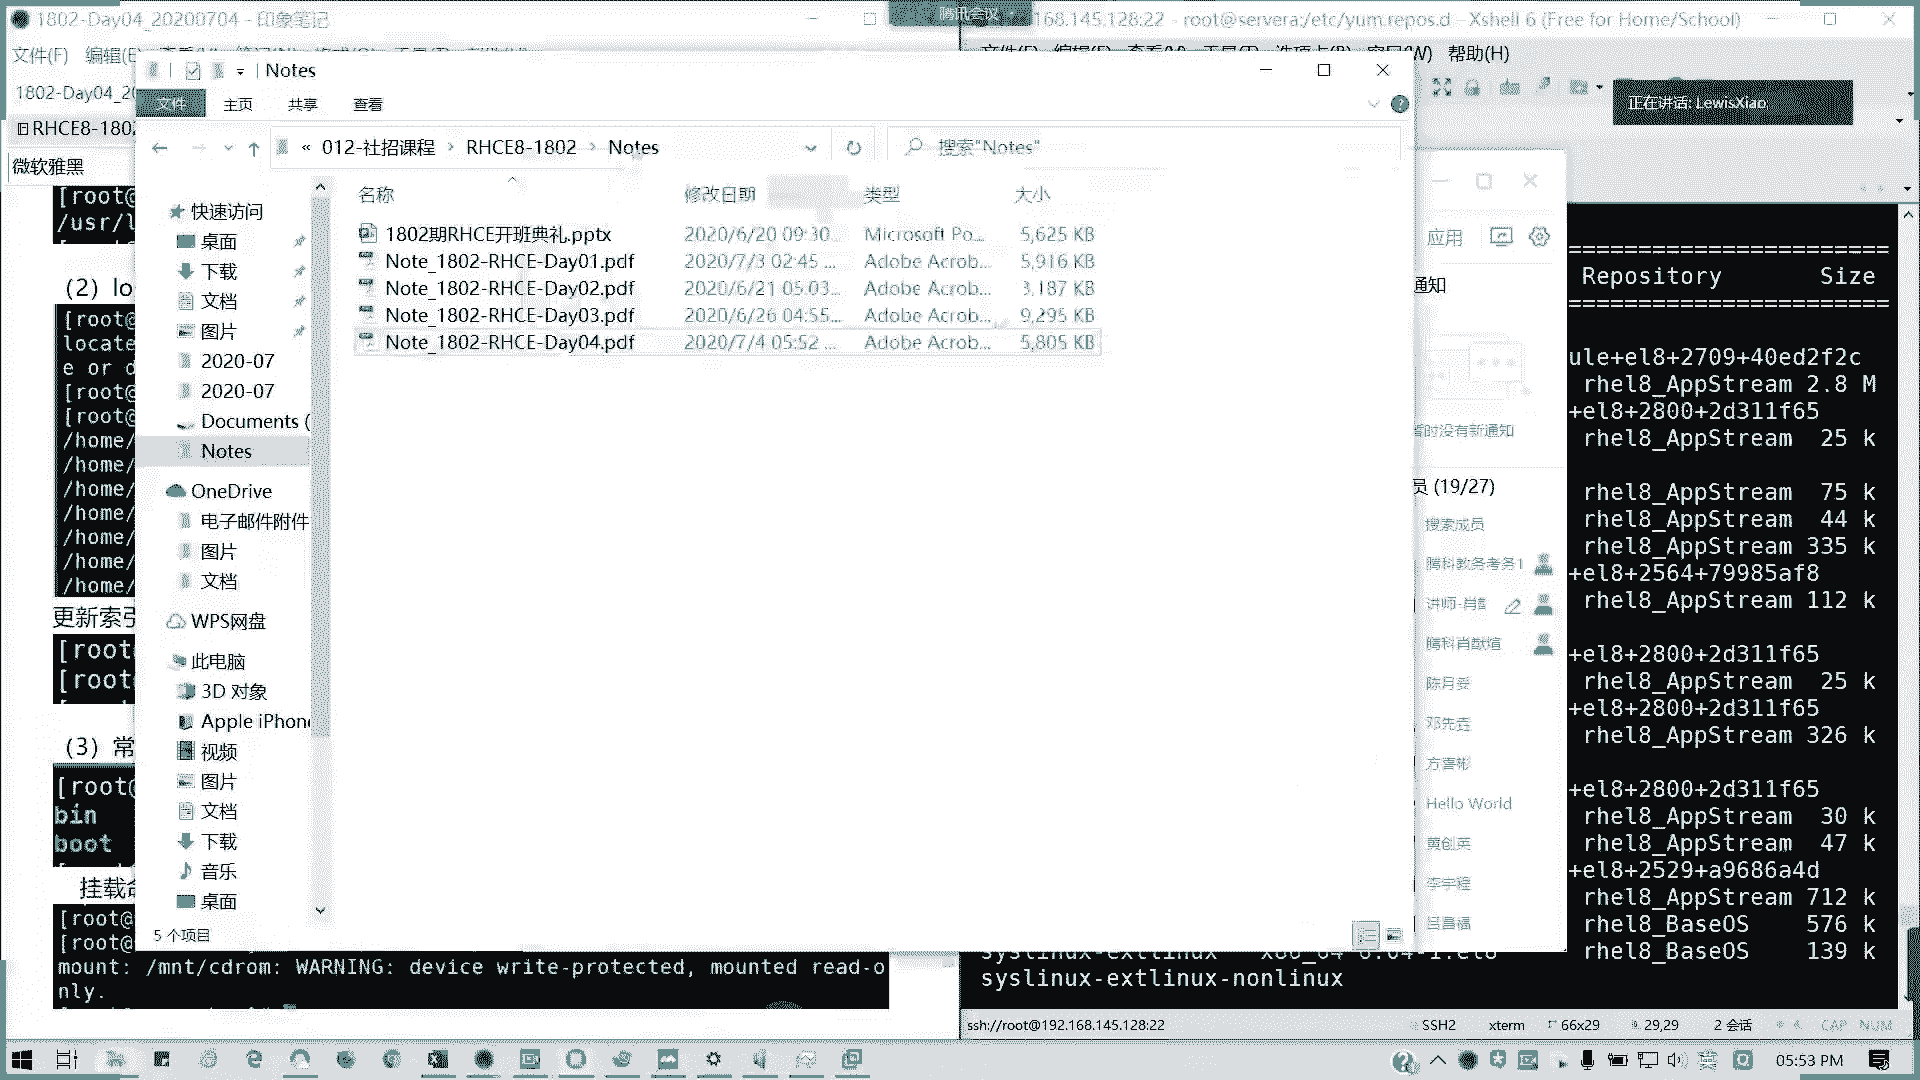 1802-Day04_20200704 - 印象笔记
腾讯会议
168.145.128:22 - root@servera:/etc/yum.repos.d - Xshell 6 (Free for Home/School)
文件(F) 编辑(E)
帮助(H)
1802-Day04_20
RHCE8-1802
微软雅黑
正在讲话: LewisXiao;
Notes
文件 主页 共享 查看
« 012-社招课程 › RHCE8-1802 › Notes
搜索"Notes"
名称 修改日期 类型 大小
1802期RHCE开班典礼.pptx 2020/6/20 09:30... Microsoft Po... 5,625 KB
Note_1802-RHCE-Day01.pdf 2020/7/3 02:45 ... Adobe Acrob... 5,916 KB
Note_1802-RHCE-Day02.pdf 2020/6/21 05:03... Adobe Acrob... 3,187 KB
Note_1802-RHCE-Day03.pdf 2020/6/26 04:55... Adobe Acrob... 9,295 KB
Note_1802-RHCE-Day04.pdf 2020/7/4 05:52 ... Adobe Acrob... 5,805 KB
快速访问
桌面
下载
文档
图片
2020-07
2020-07
Documents (
Notes
OneDrive
电子邮件附件
图片
文档
WPS网盘
此电脑
3D 对象
Apple iPhone
视频
图片
文档
下载
音乐
桌面
5 个项目
[root@
/usr/l
（2）lo
[root@
locate
e or d
[root@
[root@
/home/
/home/
/home/
/home/
/home/
/home/
/home/
更新索引
[root
[root
（3）常
[root
bin
boot
挂载命
[root@
[root@
mount: /mnt/cdrom: WARNING: device write-protected, mounted read-o
nly.
应用
通知
暂时没有新通知
员 (19/27)
搜索成员
腾科教务考务1
讲师-肖
腾科肖
陈月
邓先
方喜彬
Hello World
黄创英
李宇
吕昌福
===================
Repository Size
===================
ule+el8+2709+40ed2f2c
rhel8_AppStream 2.8 M
+el8+2800+2d311f65
rhel8_AppStream 25 k
rhel8_AppStream 75 k
rhel8_AppStream 44 k
rhel8_AppStream 335 k
+el8+2564+79985af8
rhel8_AppStream 112 k
+el8+2800+2d311f65
rhel8_AppStream 25 k
+el8+2800+2d311f65
rhel8_AppStream 326 k
+el8+2800+2d311f65
rhel8_AppStream 30 k
rhel8_AppStream 47 k
+el8+2529+a9686a4d
rhel8_AppStream 712 k
rhel8_BaseOS 576 k
rhel8_BaseOS 139 k
syslinux-extlinux x86_64 6.04-1.el8
syslinux-extlinux-nonlinux
ssh://root@192.168.145.128:22 SSH2 xterm 66x29 29,29 2 会话 CAP NUM
英 05:53 PM